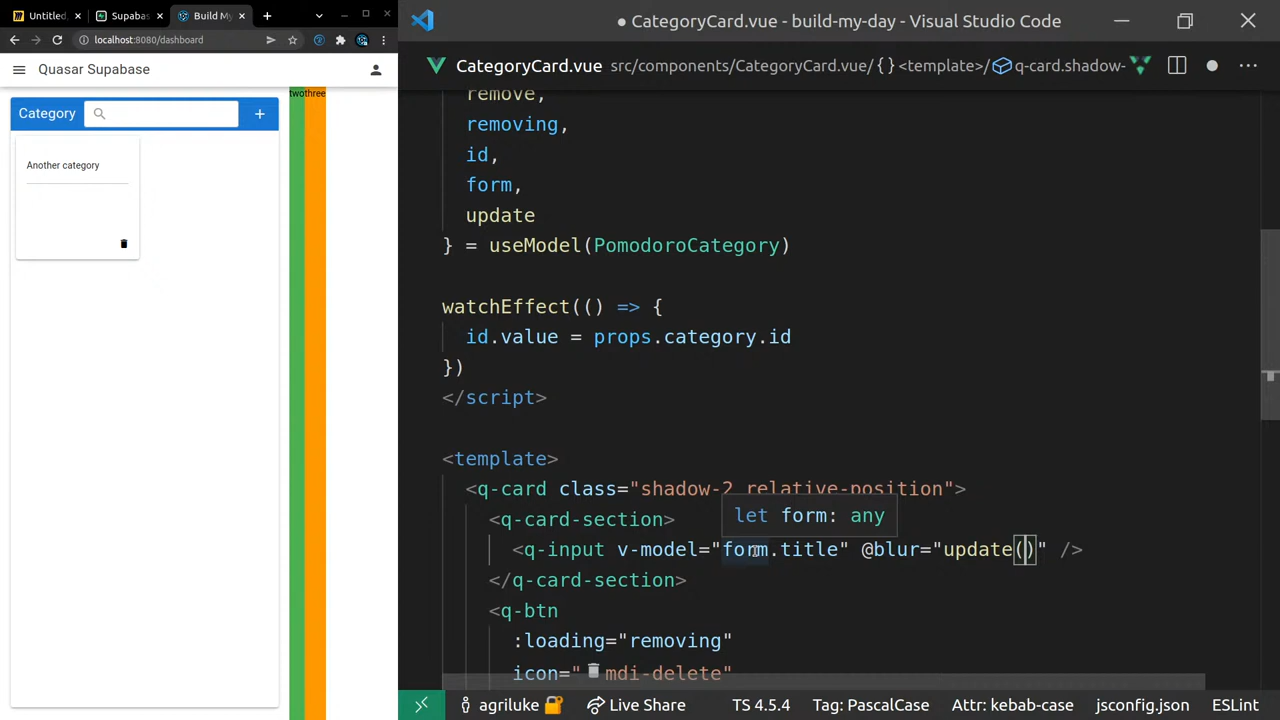 Untitled,
Supabas
Build My
localhost:8080/dashboard
Quasar Supabase
Category
twothree
Another category
CategoryCard.vue - build-my-day - Visual Studio Code
CategoryCard.vue src/components/CategoryCard.vue/{ } <template>/ q-card.shadow-
remove,
removing,
id,
form,
update
} = useModel(PomodoroCategory)
watchEffect(() => {
id.value = props.category.id
})
</script>
<template>
<q-card class="shadow-2 relative-position">
<q-card-section>
let form: any
<q-input v-model="form.title" @blur="update()" />
</q-card-section>
<q-btn
:loading="removing"
icon="mdi-delete"
agriluke Live Share TS 4.5.4 Tag: PascalCase Attr: kebab-case jsconfig.json ESLint